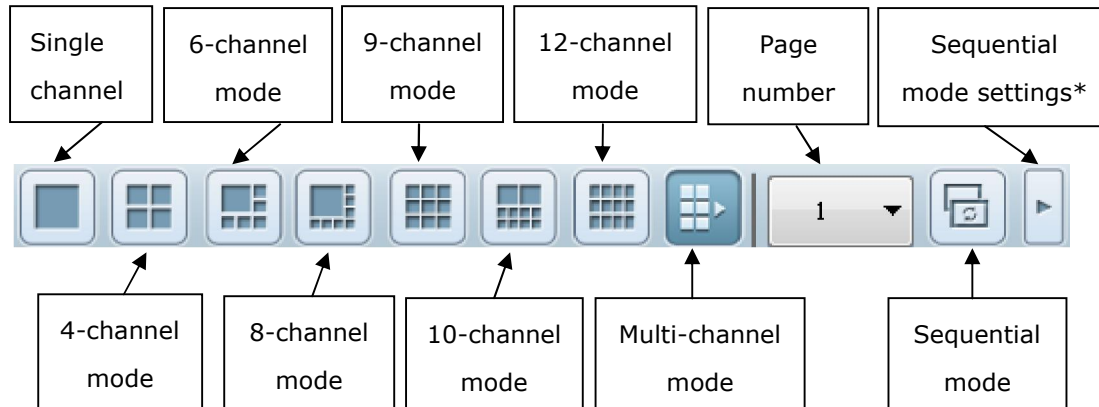 Single
channel
6-channel
mode
9-channel
mode
12-channel
mode
Page
number
Sequential
mode settings*
1
4-channel
mode
8-channel
mode
10-channel
mode
Multi-channel
mode
Sequential
mode